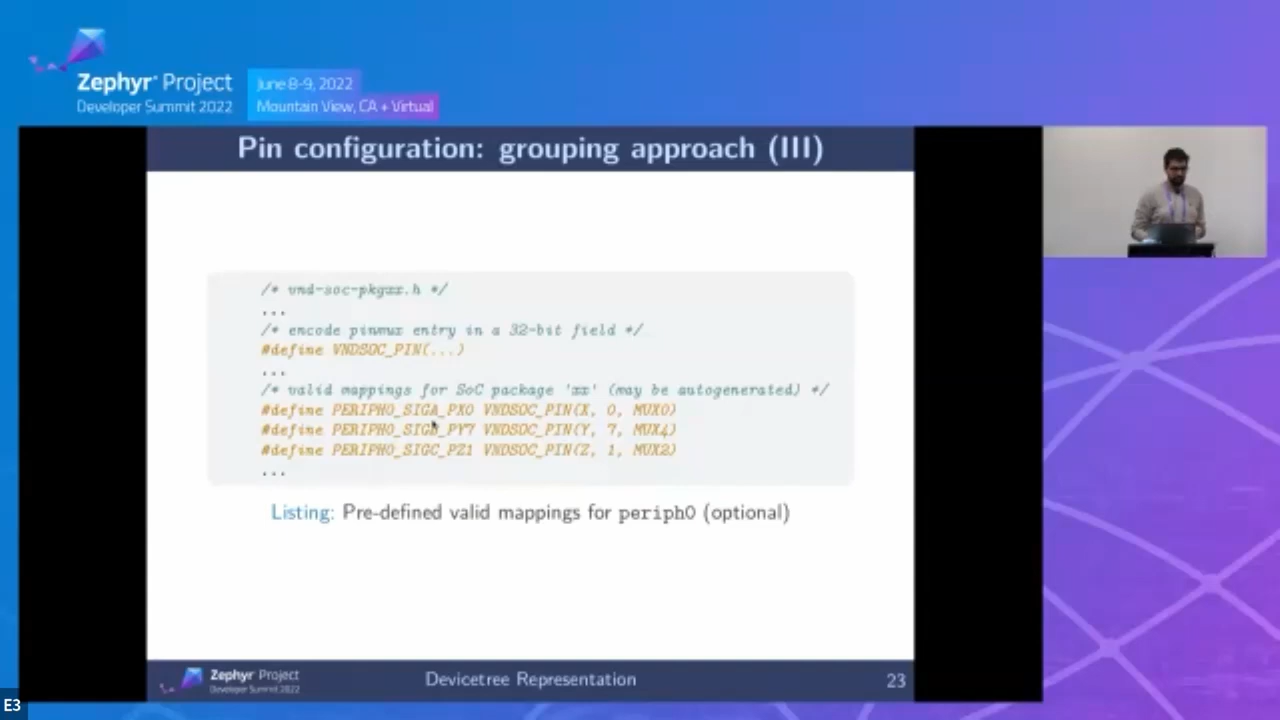 Zephyr® Project
Developer Summit 2022
June 8-9, 2022
Mountain View, CA + Virtual
Pin configuration: grouping approach (III)
/* vnd-soc-pkgxx.h */
...
/* encode pinmux entry in a 32-bit field */
#define VNDSOC_PIN(...)
...
/* valid mappings for SoC package 'xx' (may be autogenerated) */
#define PERIPH0_SIGA_PX0 VNDSOC_PIN(X, 0, MUX0)
#define PERIPH0_SIGB_PY7 VNDSOC_PIN(Y, 7, MUX4)
#define PERIPH0_SIGC_PZ1 VNDSOC_PIN(Z, 1, MUX2)
...
Listing: Pre-defined valid mappings for periph0 (optional)
Zephyr® Project
Developer Summit 2022
Devicetree Representation
23
E3